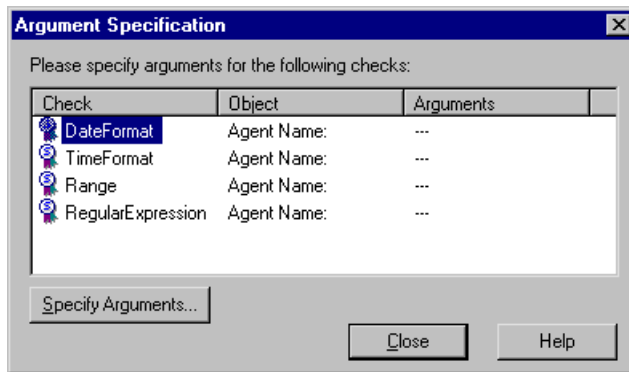 Argument Specification
Please specify arguments for the following checks:
Check Object Arguments
DateFormat Agent Name: ---
TimeFormat Agent Name: ---
Range Agent Name: ---
RegularExpression Agent Name: ---
Specify Arguments...
Close Help